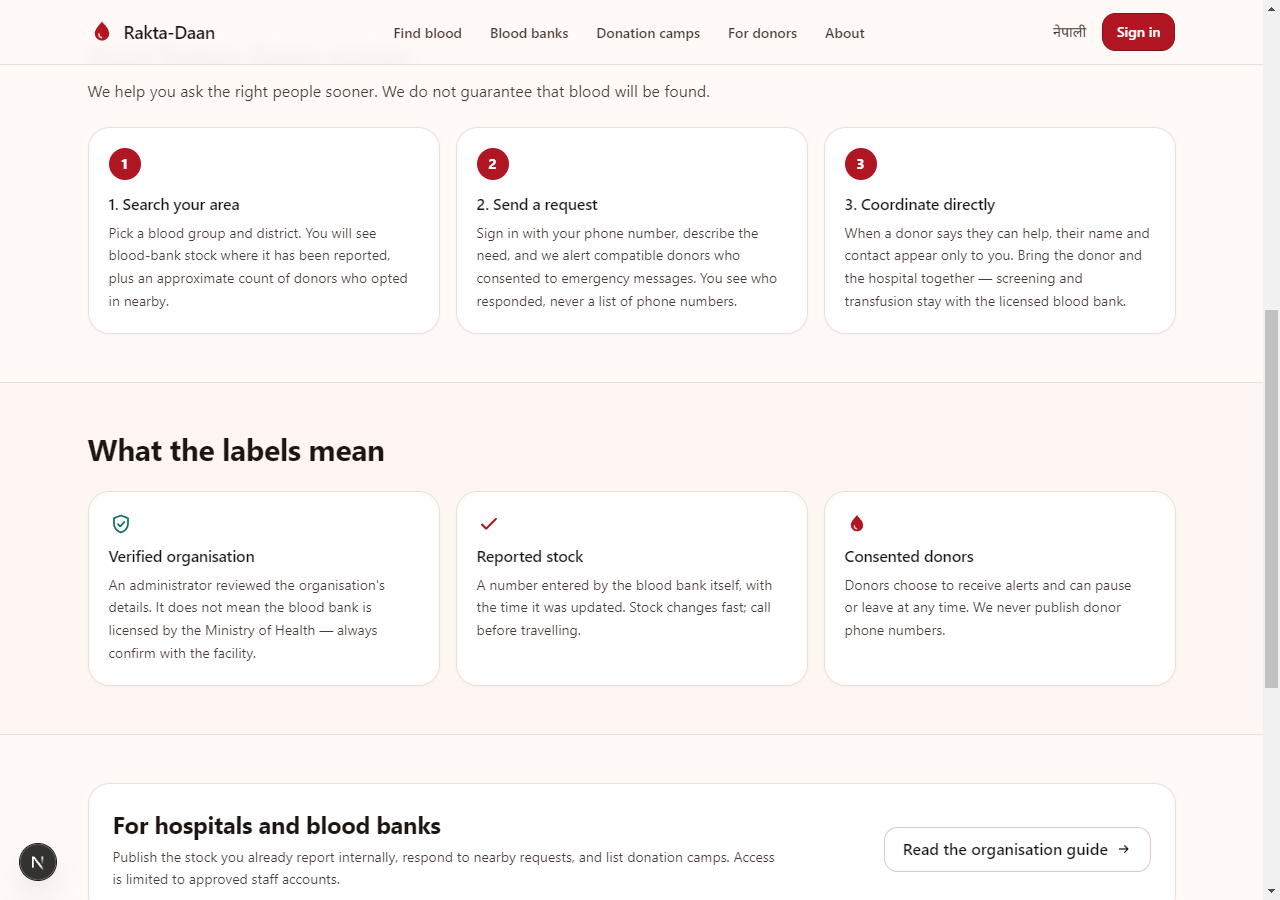 Rakta-Daan
Find blood
Blood banks
Donation camps
For donors
About
नेपाली
Sign in
We help you ask the right people sooner. We do not guarantee that blood will be found.
1
1. Search your area
Pick a blood group and district. You will see
blood-bank stock where it has been reported,
plus an approximate count of donors who opted
in nearby.
2
2. Send a request
Sign in with your phone number, describe the
need, and we alert compatible donors who
consented to emergency messages. You see who
responded, never a list of phone numbers.
3
3. Coordinate directly
When a donor says they can help, their name and
contact appear only to you. Bring the donor and
the hospital together — screening and
transfusion stay with the licensed blood bank.
What the labels mean
Verified organisation
An administrator reviewed the organisation's
details. It does not mean the blood bank is
licensed by the Ministry of Health — always
confirm with the facility.
Reported stock
A number entered by the blood bank itself, with
the time it was updated. Stock changes fast; call
before travelling.
Consented donors
Donors choose to receive alerts and can pause
or leave at any time. We never publish donor
phone numbers.
For hospitals and blood banks
Publish the stock you already report internally, respond to nearby requests, and list donation camps. Access
is limited to approved staff accounts.
Read the organisation guide →
N